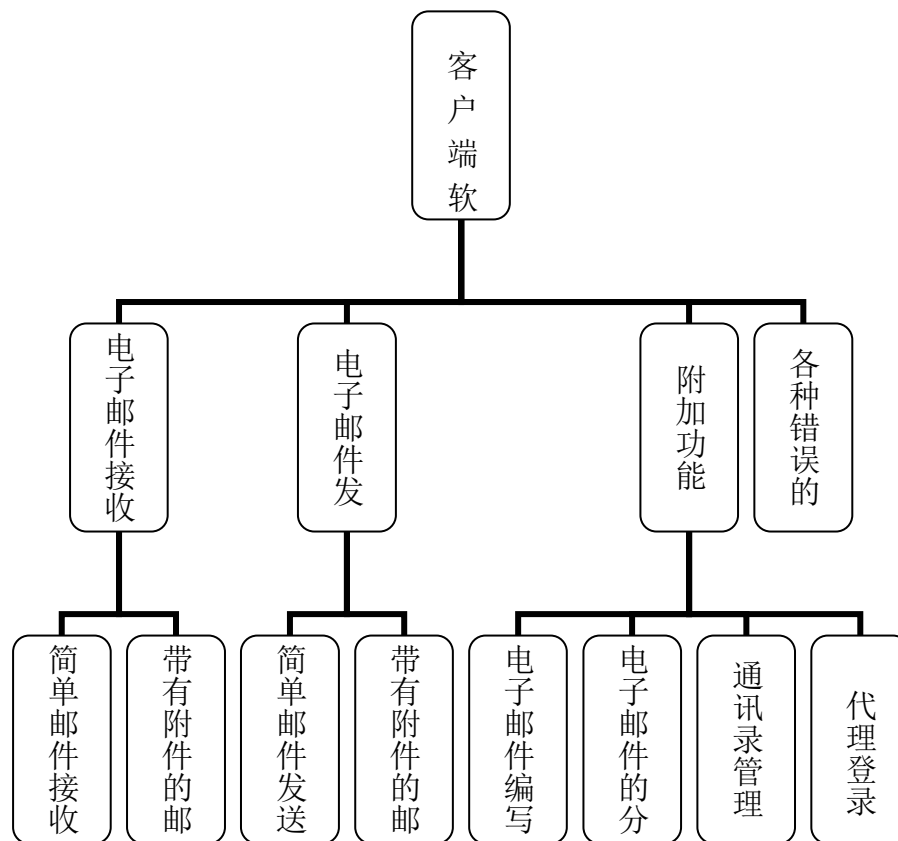 客户端软
电子邮件接收
电子邮件发
附加功能
各种错误的
简单邮件接收
带有附件的邮
简单邮件发送
带有附件的邮
电子邮件编写
电子邮件的分
通讯录管理
代理登录